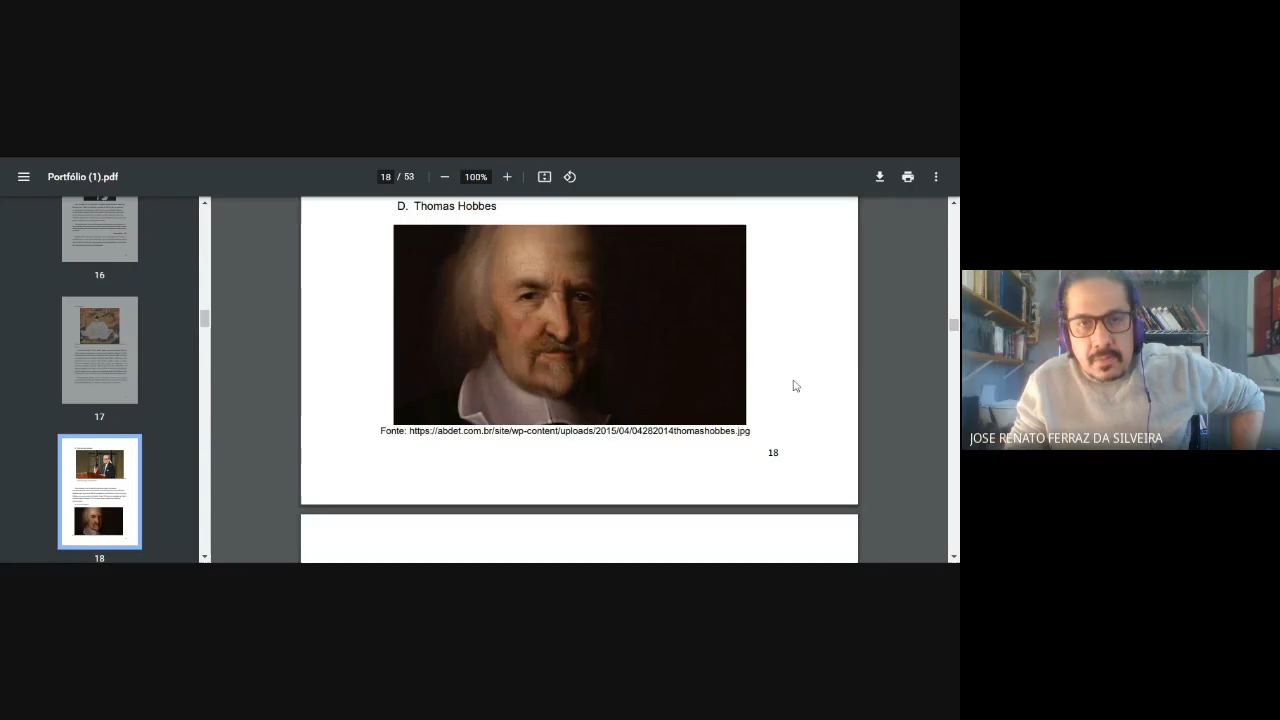 Portfólio (1).pdf
18 / 53
100%
16
17
18
D. Thomas Hobbes
Fonte: https://abdet.com.br/site/wp-content/uploads/2015/04/04282014thomashobbes.jpg
18
JOSE RENATO FERRAZ DA SILVEIRA